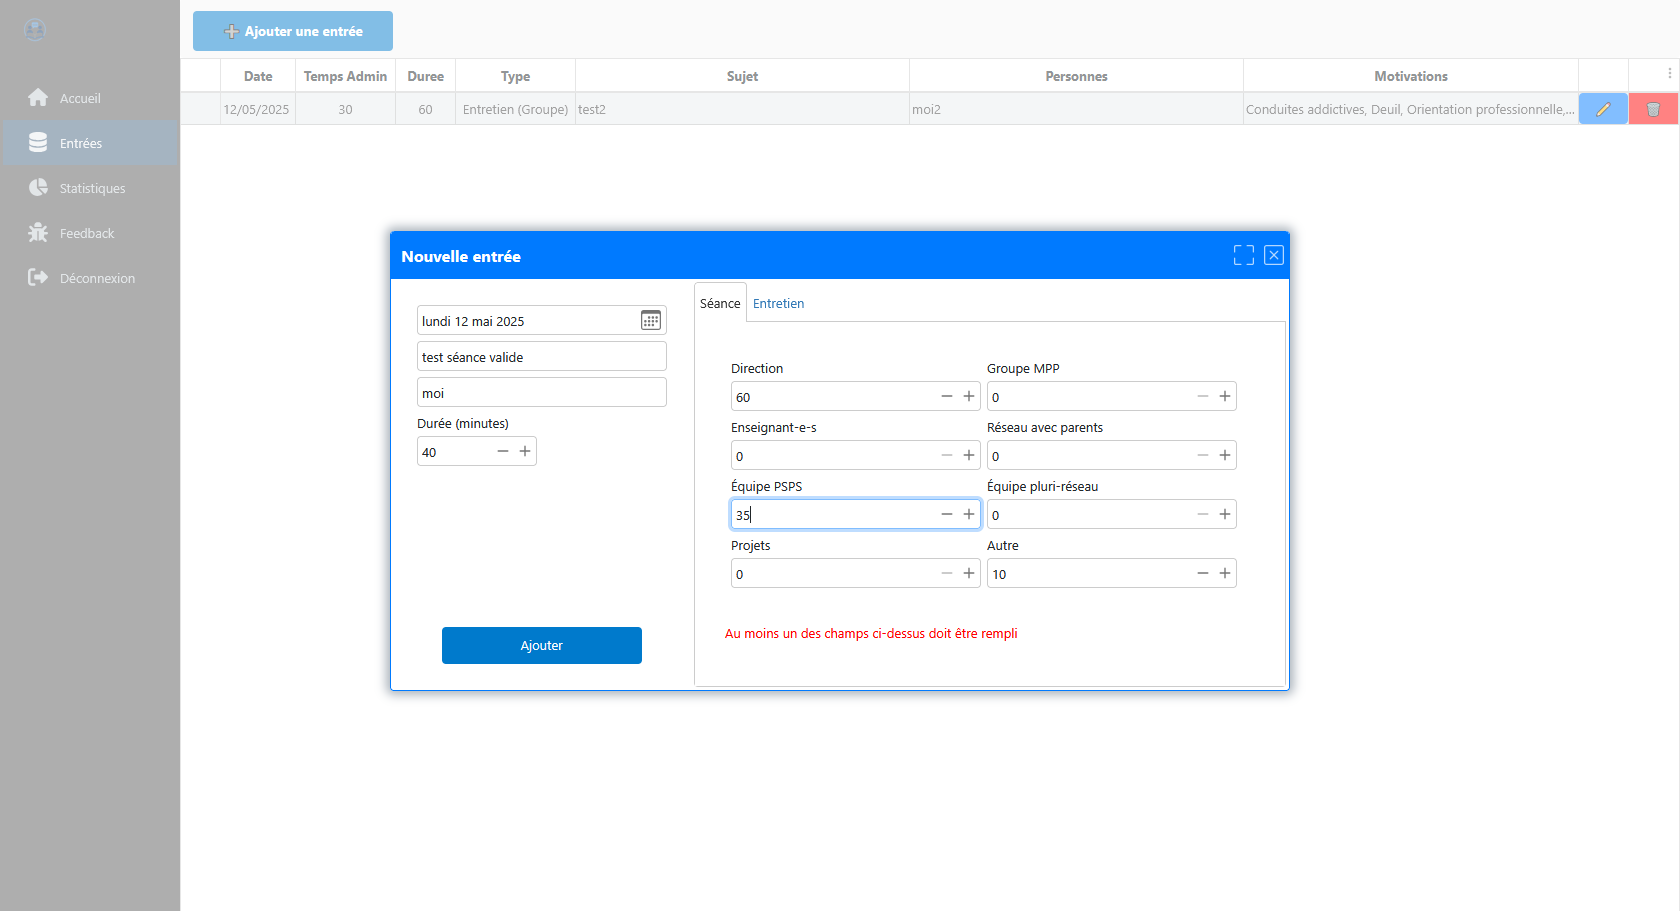 Ajouter une entrée
Accueil
Entrées
Statistiques
Feedback
Déconnexion
Date Temps Admin Duree Type Sujet Personnes Motivations
12/05/2025 30 60 Entretien (Groupe) test2 moi2 Conduites addictives, Deuil, Orientation professionnelle,...
Nouvelle entrée
lundi 12 mai 2025
test séance valide
moi
Durée (minutes)
40
Ajouter
Séance Entretien
Direction Groupe MPP
60 0
Enseignant-e-s Réseau avec parents
0 0
Équipe PSPS Équipe pluri-réseau
35 0
Projets Autre
0 10
Au moins un des champs ci-dessus doit être rempli